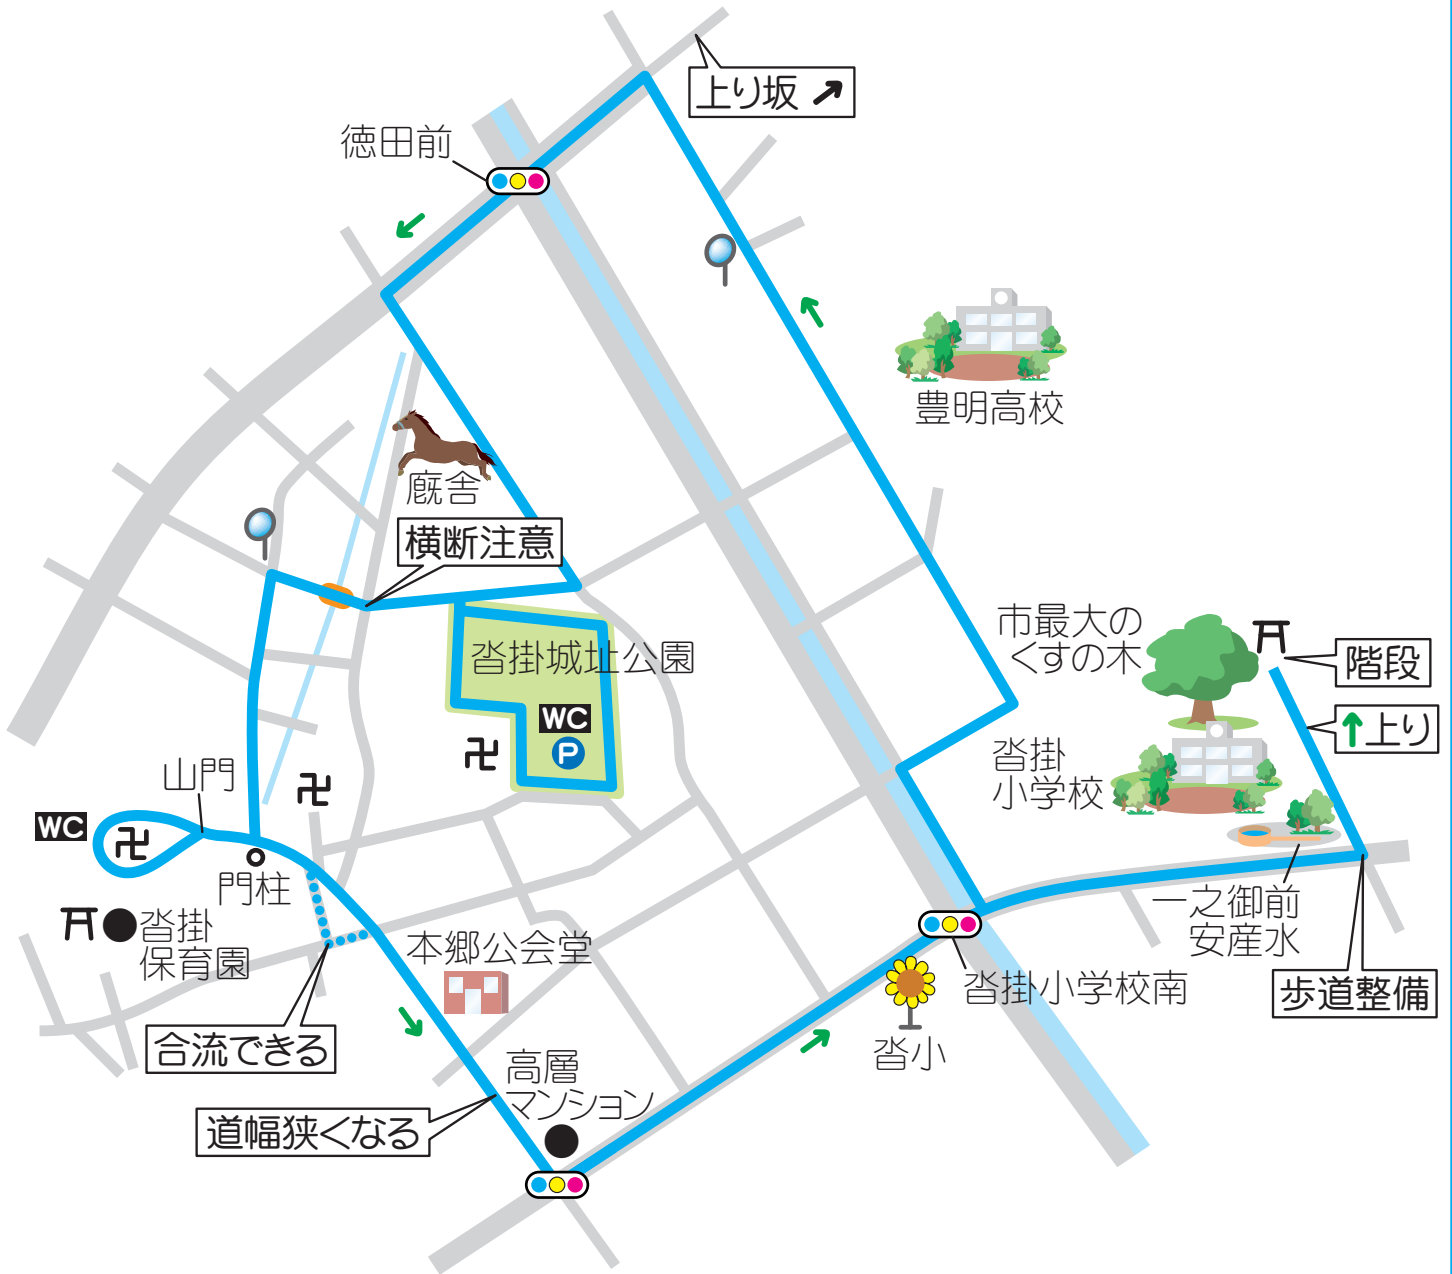 上り坂
徳田前
豊明高校
厩舎
横断注意
市最大の
くすの木
階段
沓掛城址公園
上り
WC
P
沓掛
小学校
山門
WC
門柱
一之御前
安産水
沓掛
保育園
本郷公会堂
沓掛小学校南
歩道整備
合流できる
沓小
高層
マンション
道幅狭くなる